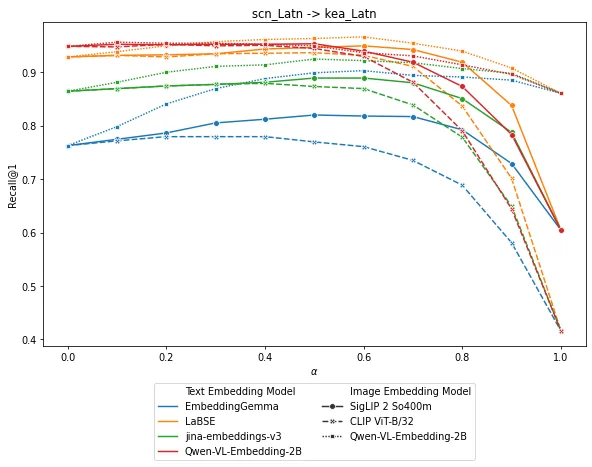 scn_Latn -> kea_Latn
Recall@1
0.9
0.8
0.7
0.6
0.5
0.4
0.0 0.2 0.4 0.6 0.8 1.0
α
Text Embedding Model
EmbeddingGemma
LaBSE
jina-embeddings-v3
Qwen-VL-Embedding-2B
Image Embedding Model
SigLIP 2 So400m
CLIP ViT-B/32
Qwen-VL-Embedding-2B